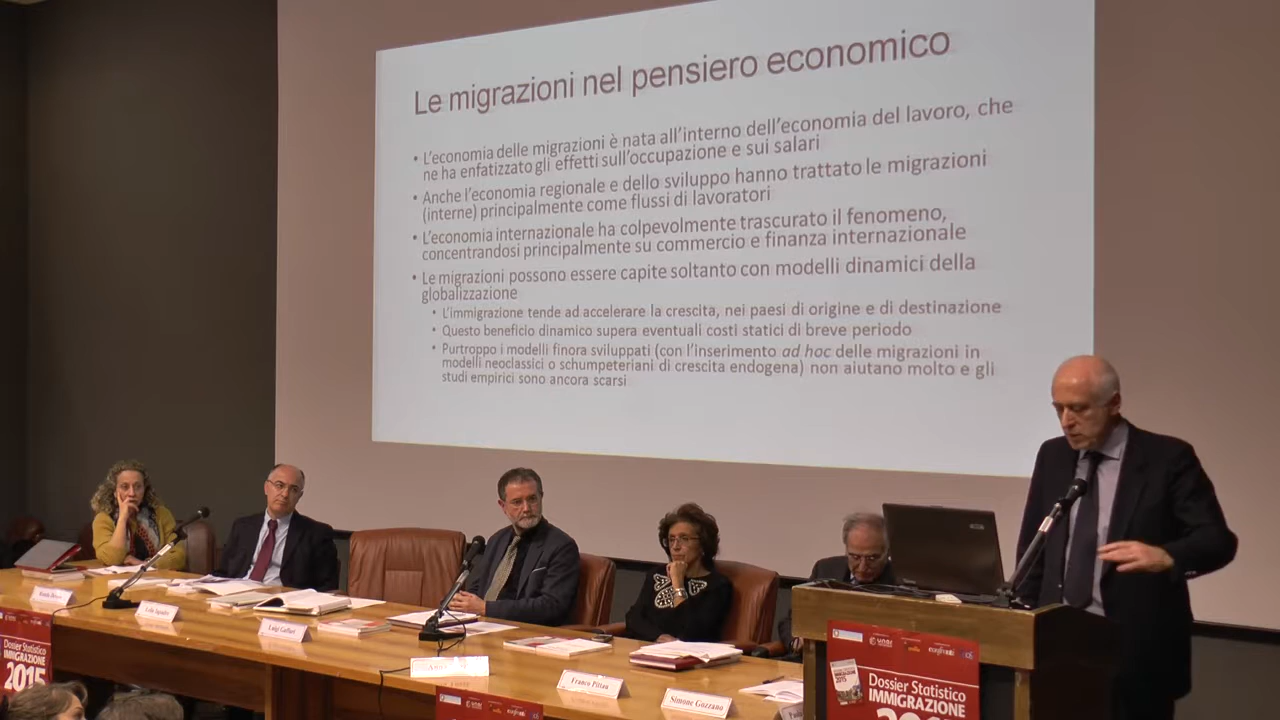 Le migrazioni nel pensiero economico
• L'economia delle migrazioni è nata all'interno dell'economia del lavoro, che
ne ha enfatizzato gli effetti sull'occupazione e sui salari
• Anche l'economia regionale e dello sviluppo hanno trattato le migrazioni
(interne) principalmente come flussi di lavoratori
• L'economia internazionale ha colpevolmente trascurato il fenomeno,
concentrandosi principalmente su commercio e finanza internazionale
• Le migrazioni possono essere capite soltanto con modelli dinamici della
globalizzazione
• L'immigrazione tende ad accelerare la crescita, nei paesi di origine e di destinazione
• Questo beneficio dinamico supera eventuali costi statici di breve periodo
• Purtroppo i modelli finora sviluppati (con l'inserimento ad hoc delle migrazioni in
modelli neoclassici o schumpeteriani di crescita endogena) non aiutano molto e gli
studi empirici sono ancora scarsi
Luigi Gaffuri
Franco Pittau
Simone Gozzano
Dossier Statistico
IMMIGRAZIONE
2015
unar
Dossier Statistico
IMMIGRAZIONE